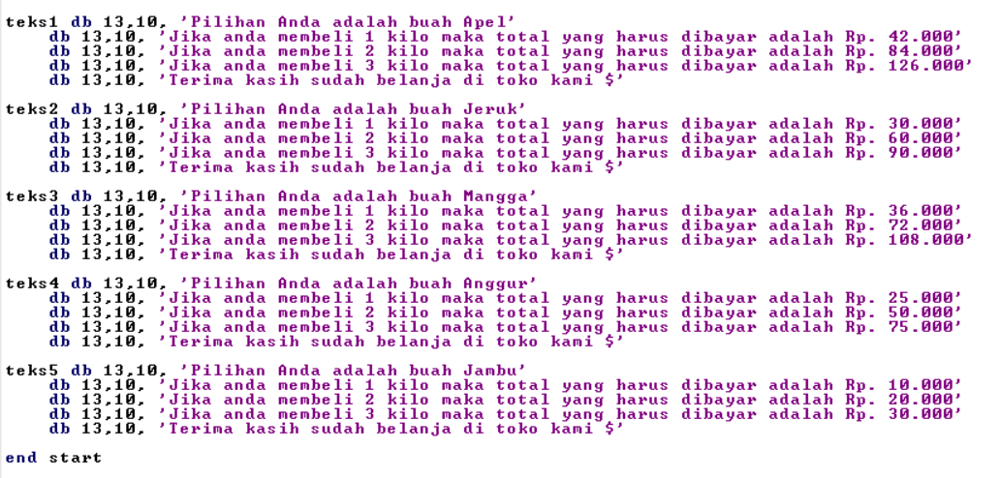 teks1 db 13,10, 'Pilihan Anda adalah buah Apel'
db 13,10, 'Jika anda membeli 1 kilo maka total yang harus dibayar adalah Rp. 42.000'
db 13,10, 'Jika anda membeli 2 kilo maka total yang harus dibayar adalah Rp. 84.000'
db 13,10, 'Jika anda membeli 3 kilo maka total yang harus dibayar adalah Rp. 126.000'
db 13,10, 'Terima kasih sudah belanja di toko kami $'
teks2 db 13,10, 'Pilihan Anda adalah buah Jeruk'
db 13,10, 'Jika anda membeli 1 kilo maka total yang harus dibayar adalah Rp. 30.000'
db 13,10, 'Jika anda membeli 2 kilo maka total yang harus dibayar adalah Rp. 60.000'
db 13,10, 'Jika anda membeli 3 kilo maka total yang harus dibayar adalah Rp. 90.000'
db 13,10, 'Terima kasih sudah belanja di toko kami $'
teks3 db 13,10, 'Pilihan Anda adalah buah Mangga'
db 13,10, 'Jika anda membeli 1 kilo maka total yang harus dibayar adalah Rp. 36.000'
db 13,10, 'Jika anda membeli 2 kilo maka total yang harus dibayar adalah Rp. 72.000'
db 13,10, 'Jika anda membeli 3 kilo maka total yang harus dibayar adalah Rp. 108.000'
db 13,10, 'Terima kasih sudah belanja di toko kami $'
teks4 db 13,10, 'Pilihan Anda adalah buah Anggur'
db 13,10, 'Jika anda membeli 1 kilo maka total yang harus dibayar adalah Rp. 25.000'
db 13,10, 'Jika anda membeli 2 kilo maka total yang harus dibayar adalah Rp. 50.000'
db 13,10, 'Jika anda membeli 3 kilo maka total yang harus dibayar adalah Rp. 75.000'
db 13,10, 'Terima kasih sudah belanja di toko kami $'
teks5 db 13,10, 'Pilihan Anda adalah buah Jambu'
db 13,10, 'Jika anda membeli 1 kilo maka total yang harus dibayar adalah Rp. 10.000'
db 13,10, 'Jika anda membeli 2 kilo maka total yang harus dibayar adalah Rp. 20.000'
db 13,10, 'Jika anda membeli 3 kilo maka total yang harus dibayar adalah Rp. 30.000'
db 13,10, 'Terima kasih sudah belanja di toko kami $'
end start